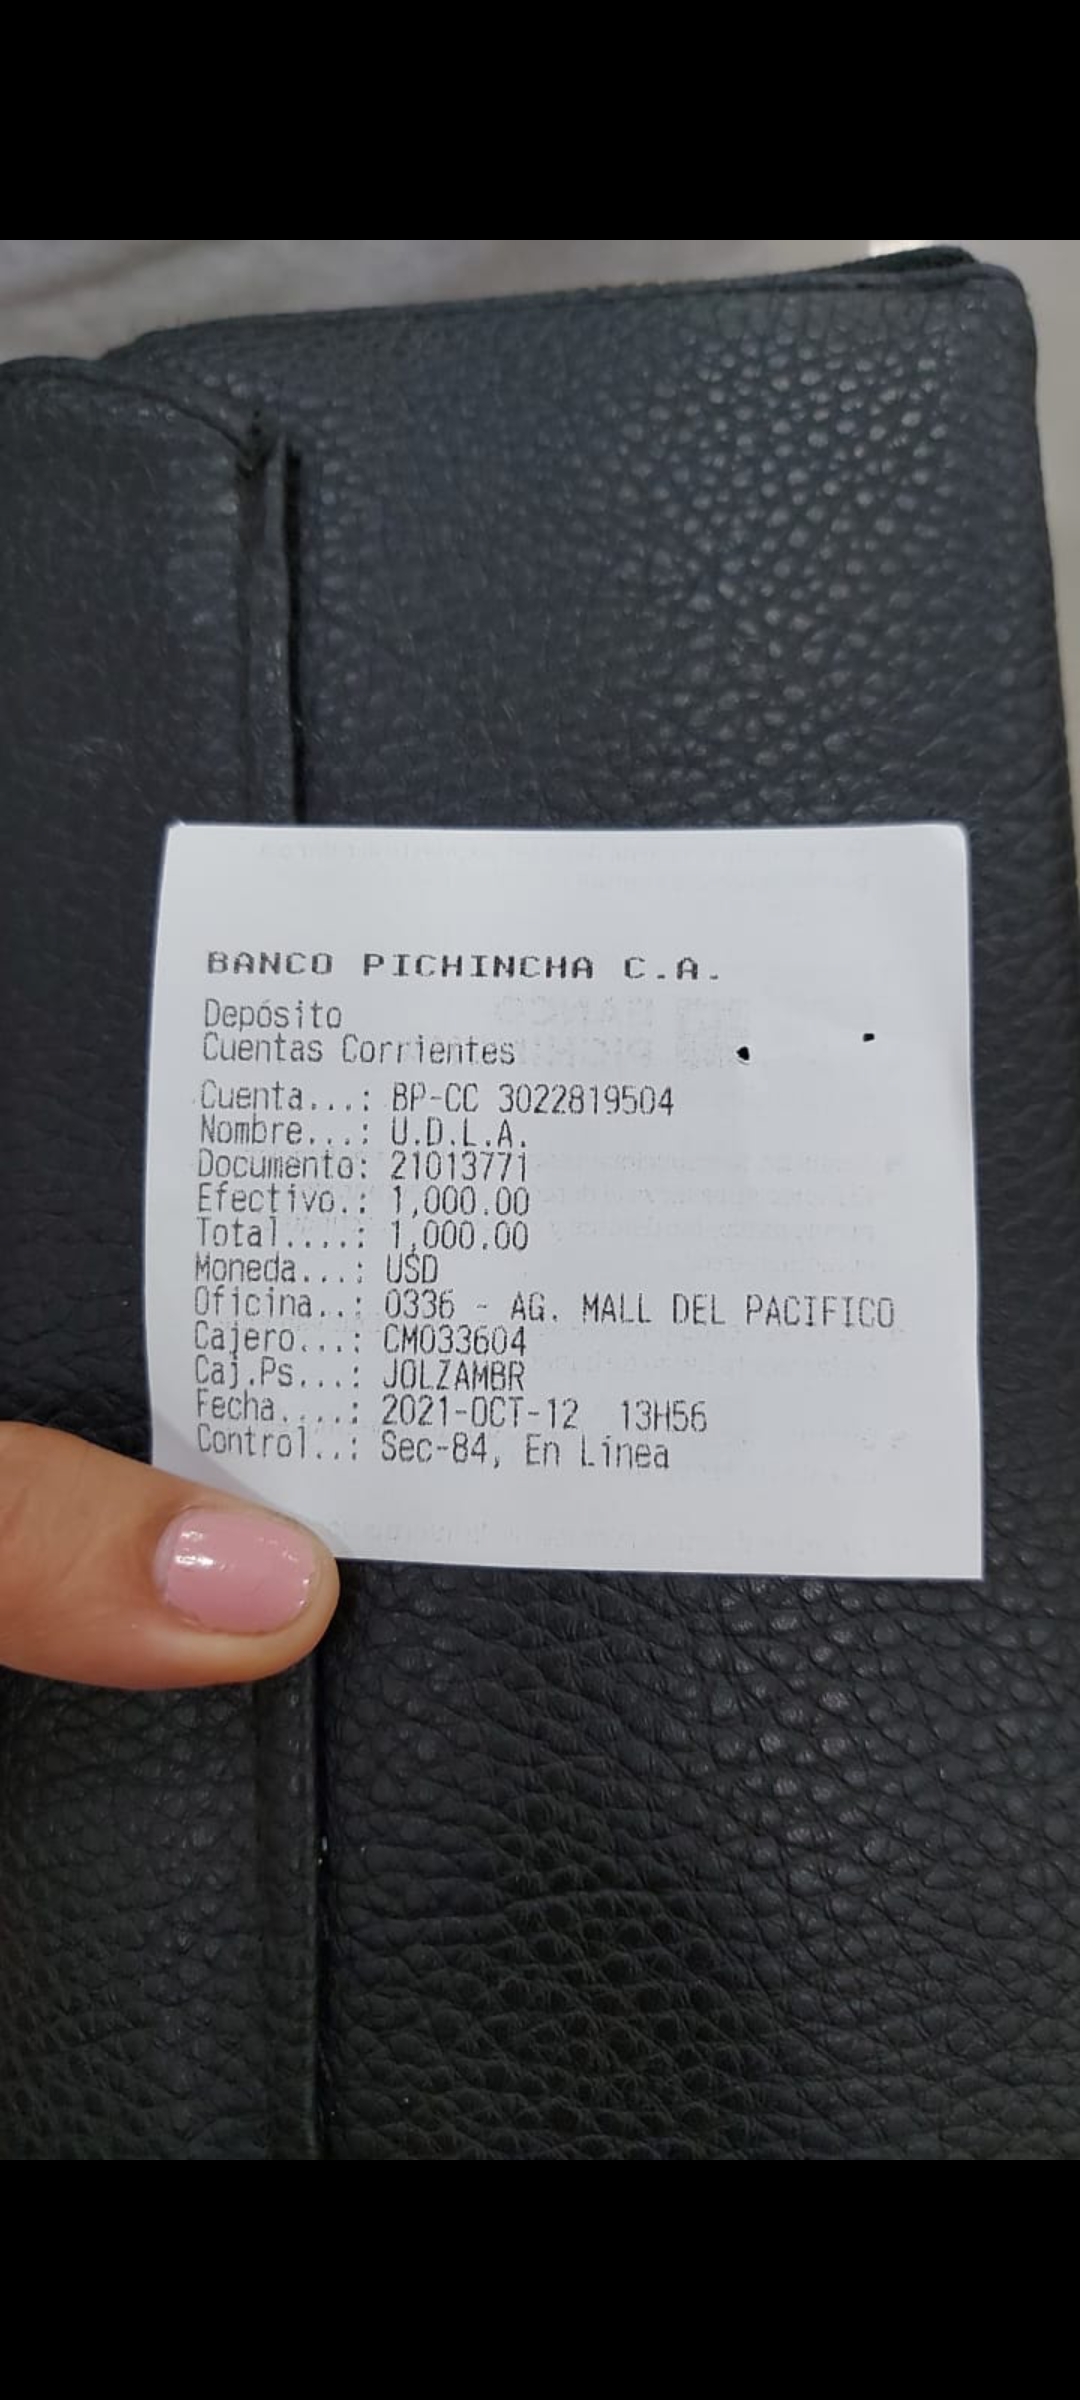 BANCO PICHINCHA C.A.
Depósito
Cuentas Corrientes
Cuenta...: BP-CC 3022819504
Nombre...: U.D.L.A.
Documento: 21013771
Efectivo.: 1,000.00
Total....: 1,000.00
Moneda...: USD
Oficina..: 0336 - AG. MALL DEL PACIFICO
Cajero...: CM033604
Caj.Ps...: JOLZAMBR
Fecha....: 2021-OCT-12 13H56
Control..: Sec-84, En Línea